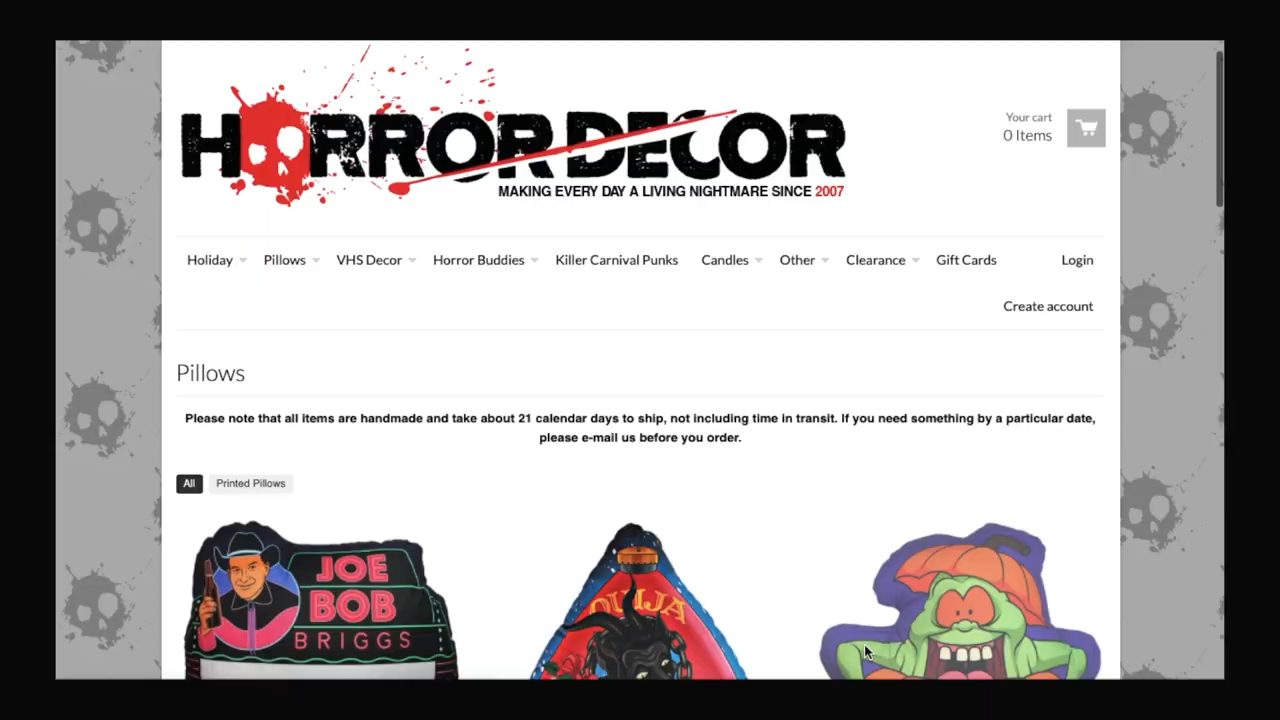 HORROR DECOR
MAKING EVERY DAY A LIVING NIGHTMARE SINCE 2007
Your cart
0 Items
Holiday Pillows VHS Decor Horror Buddies Killer Carnival Punks Candles Other Clearance Gift Cards Login
Create account
Pillows
Please note that all items are handmade and take about 21 calendar days to ship, not including time in transit. If you need something by a particular date,
please e-mail us before you order.
All Printed Pillows
JOE
BOB
BRIGGS
OUIJA